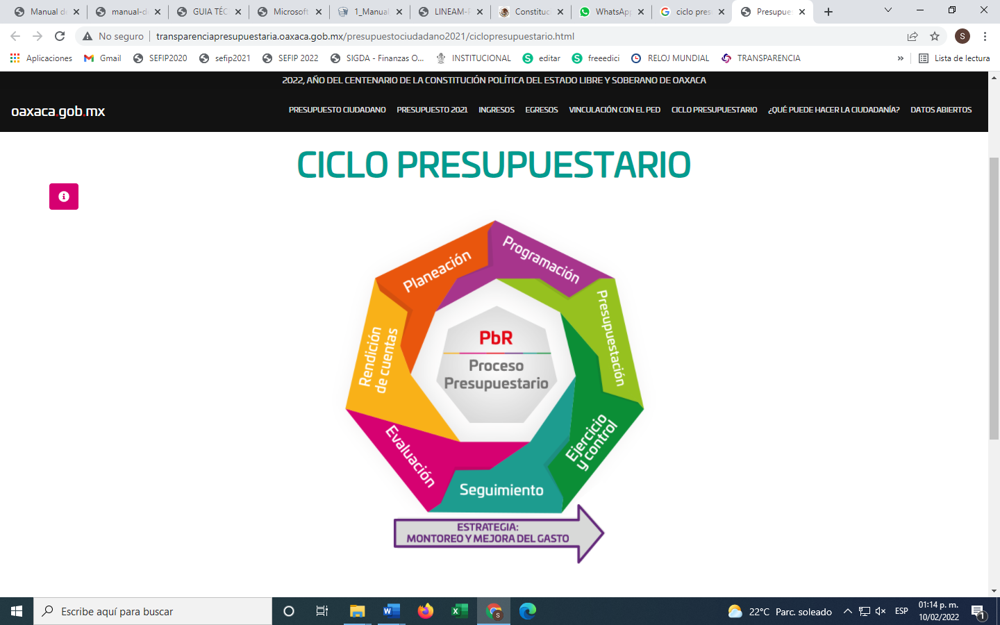 Manual de
manual-d
GUIA TÉC
Microsoft
1_Manual
LINEAM-
Constituc
WhatsApp
ciclo pres
Presupues
No seguro
transparenciapresupuestaria.oaxaca.gob.mx/presupuestociudadano2021/ciclopresupuestario.html
S
Aplicaciones
Gmail
SEFIP2020
sefip2021
SEFIP 2022
SIGDA - Finanzas O...
INSTITUCIONAL
editar
freeedici
RELOJ MUNDIAL
TRANSPARENCIA
»
Lista de lectura
2022, AÑO DEL CENTENARIO DE LA CONSTITUCIÓN POLÍTICA DEL ESTADO LIBRE Y SOBERANO DE OAXACA
oaxaca.gob.mx
PRESUPUESTO CIUDADANO
PRESUPUESTO 2021
INGRESOS
EGRESOS
VINCULACIÓN CON EL PED
CICLO PRESUPUESTARIO
¿QUÉ PUEDE HACER LA CIUDADANÍA?
DATOS ABIERTOS
CICLO PRESUPUESTARIO
Planeación
Programación
Presupuestación
Ejercicio
y control
Seguimiento
Evaluación
Rendición
de cuentas
PbR
Proceso
Presupuestario
ESTRATEGIA:
MONTOREO Y MEJORA DEL GASTO
Escribe aquí para buscar
22°C Parc. soleado
ESP
01:14 p. m.
10/02/2022
1